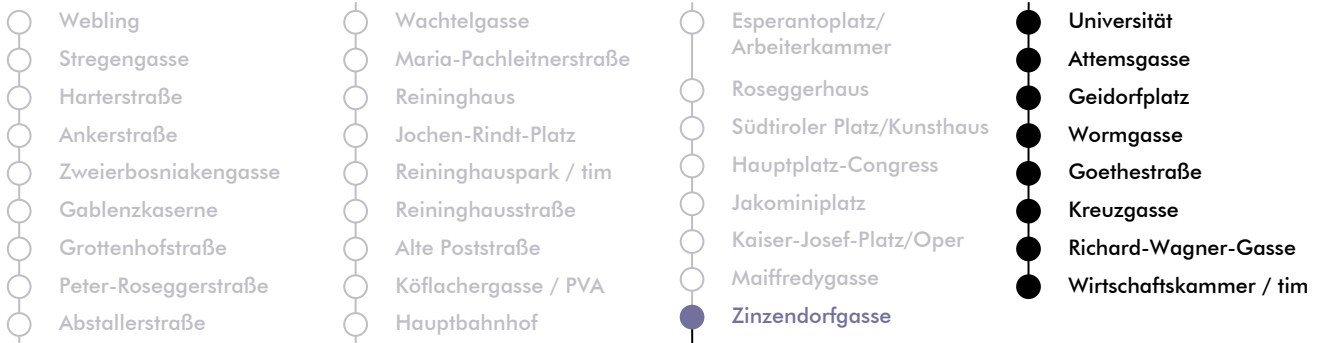 Webling
Stregengasse
Harterstraße
Ankerstraße
Zweierbosniakengasse
Gablenzkaserne
Grottenhofstraße
Peter-Roseggerstraße
Abstallerstraße
Wachtelgasse
Maria-Pachleitnerstraße
Reininghaus
Jochen-Rindt-Platz
Reininghauspark / tim
Reininghausstraße
Alte Poststraße
Köflachergasse / PVA
Hauptbahnhof
Esperantoplatz/
Arbeiterkammer
Roseggerhaus
Südtiroler Platz/Kunsthaus
Hauptplatz-Congress
Jakominiplatz
Kaiser-Josef-Platz/Oper
Maiffredygasse
Zinzendorfgasse
Universität
Attemsgasse
Geidorfplatz
Wormgasse
Goethestraße
Kreuzgasse
Richard-Wagner-Gasse
Wirtschaftskammer / tim